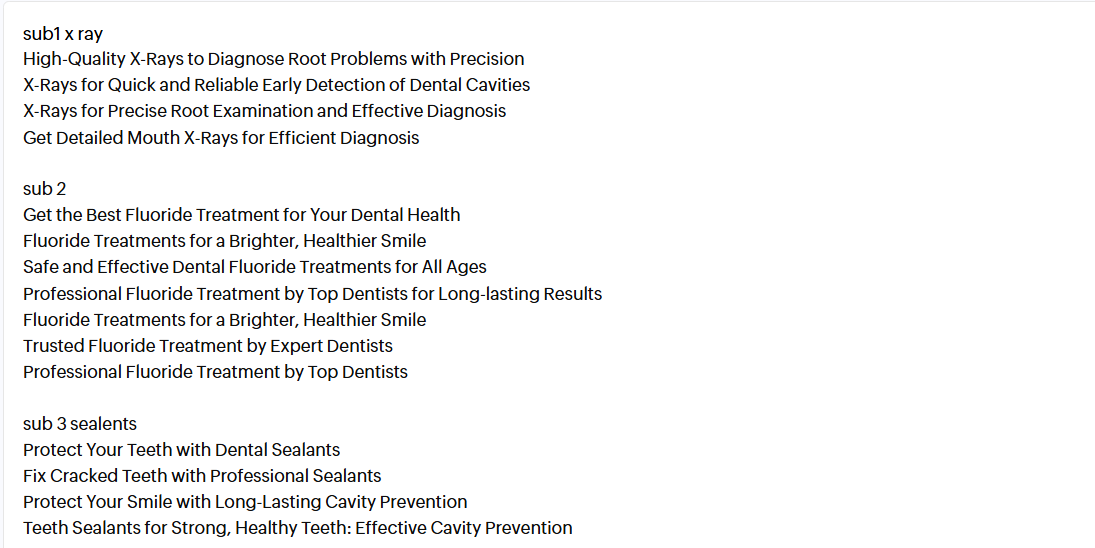 sub1 x ray
High-Quality X-Rays to Diagnose Root Problems with Precision
X-Rays for Quick and Reliable Early Detection of Dental Cavities
X-Rays for Precise Root Examination and Effective Diagnosis
Get Detailed Mouth X-Rays for Efficient Diagnosis
sub 2
Get the Best Fluoride Treatment for Your Dental Health
Fluoride Treatments for a Brighter, Healthier Smile
Safe and Effective Dental Fluoride Treatments for All Ages
Professional Fluoride Treatment by Top Dentists for Long-lasting Results
Fluoride Treatments for a Brighter, Healthier Smile
Trusted Fluoride Treatment by Expert Dentists
Professional Fluoride Treatment by Top Dentists
sub 3 sealents
Protect Your Teeth with Dental Sealants
Fix Cracked Teeth with Professional Sealants
Protect Your Smile with Long-Lasting Cavity Prevention
Teeth Sealants for Strong, Healthy Teeth: Effective Cavity Prevention